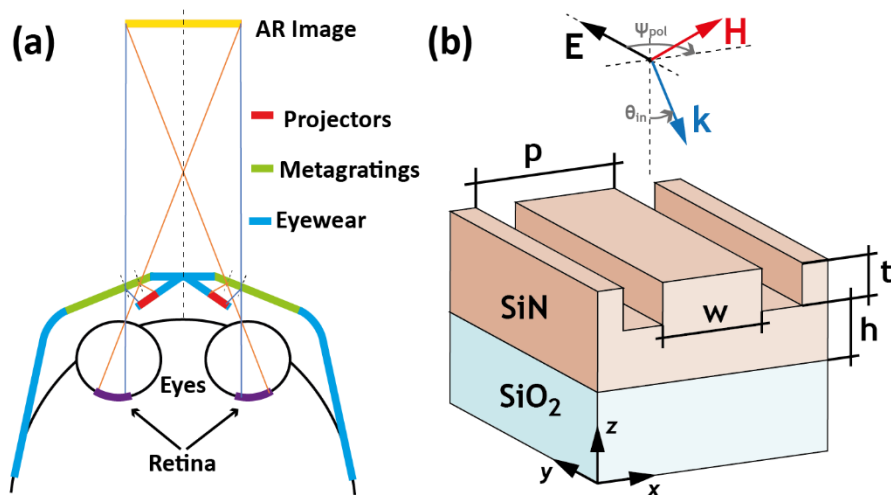 (a)
AR Image
Projectors
Metagratings
Eyewear
Eyes
Retina
(b)
E
Ψpol
H
θin
k
p
t
SiN
w
h
SiO2
z
y
x